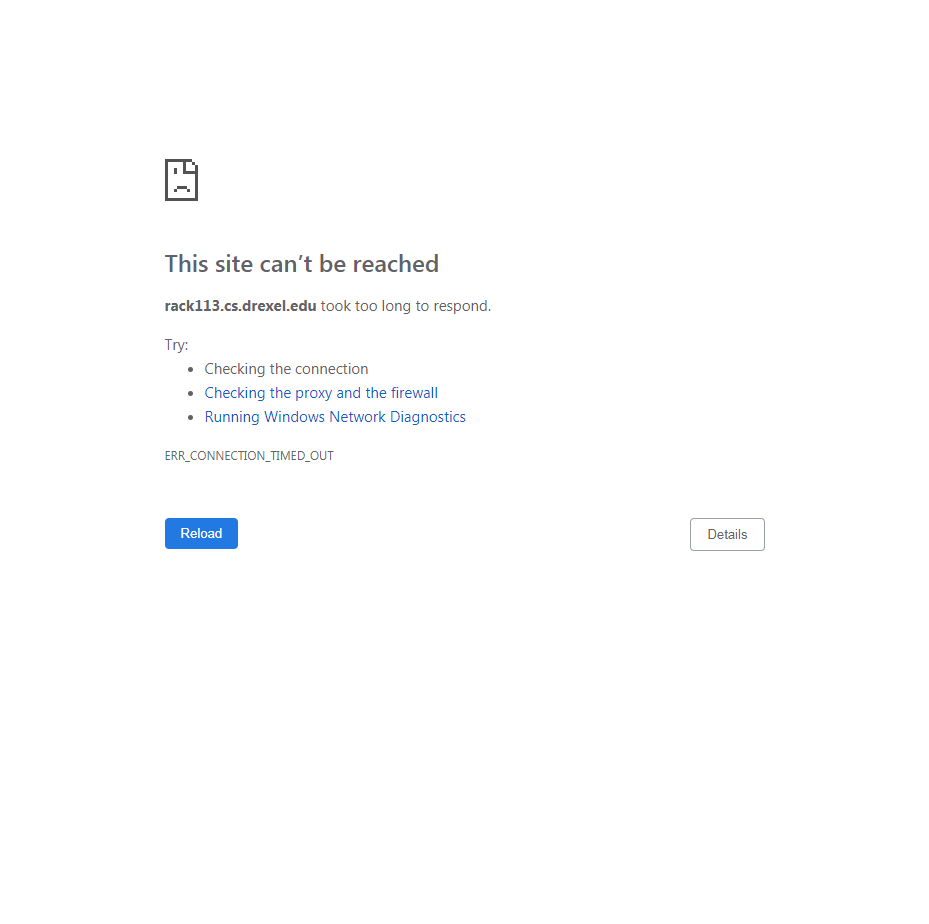 This site can’t be reached
rack113.cs.drexel.edu took too long to respond.
Try:
Checking the connection
Checking the proxy and the firewall
Running Windows Network Diagnostics
ERR_CONNECTION_TIMED_OUT
Reload
Details